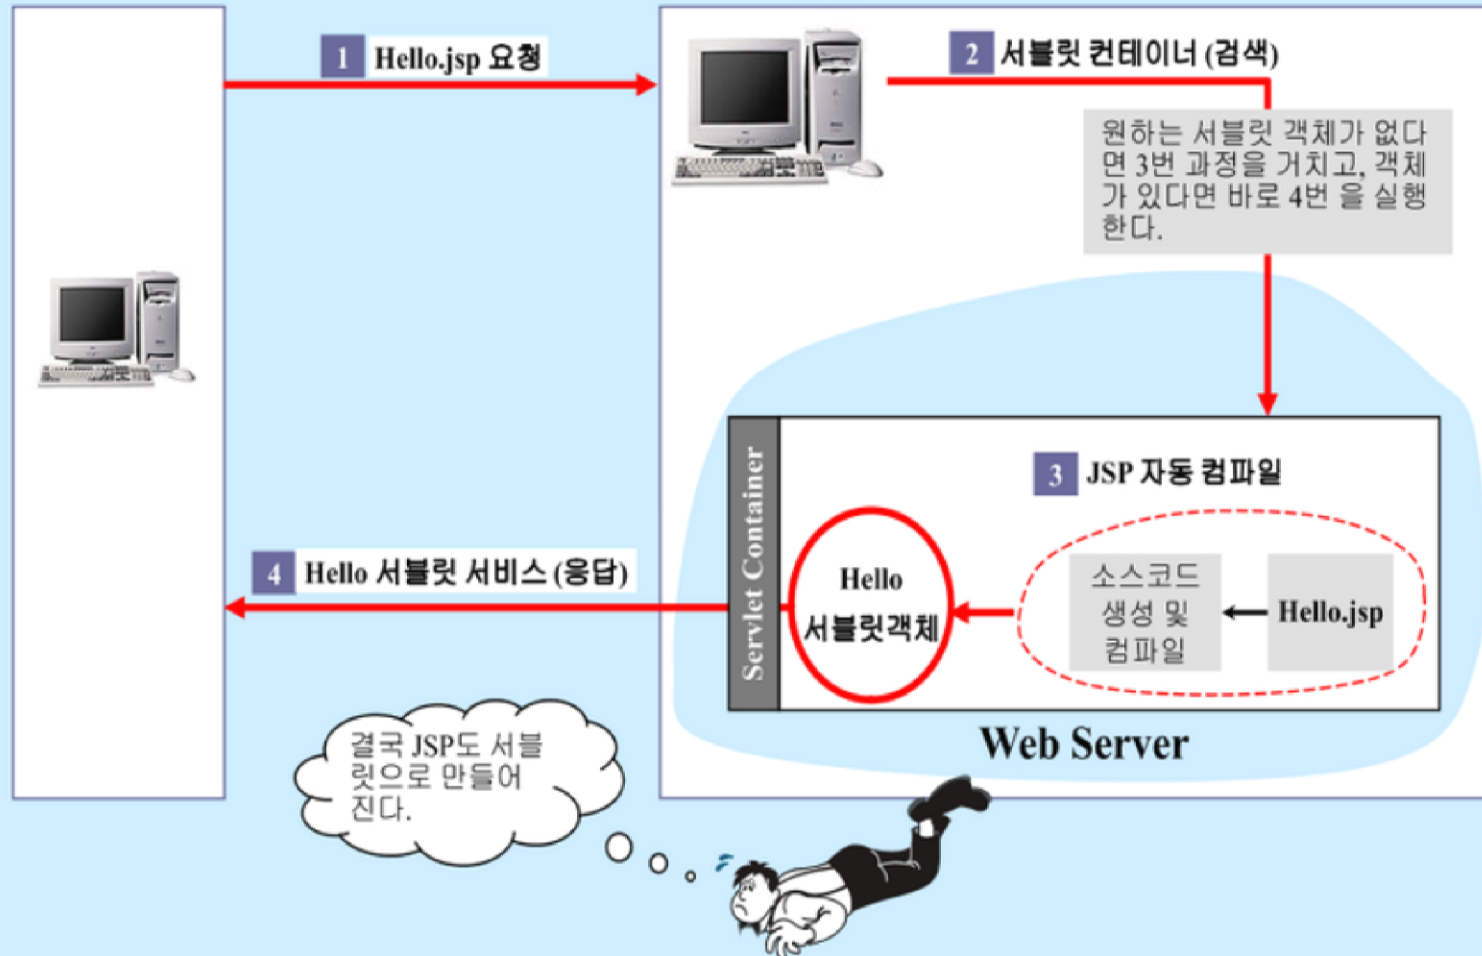 1 Hello.jsp 요청
2 서블릿 컨테이너 (검색)
원하는 서블릿 객체가 없다
면 3번 과정을 거치고, 객체
가 있다면 바로 4번 을 실행
한다.
3 JSP 자동 컴파일
Servlet Container
Hello
서블릿객체
소스코드
생성 및
컴파일
Hello.jsp
4 Hello 서블릿 서비스 (응답)
Web Server
결국 JSP도 서블
릿으로 만들어
진다.